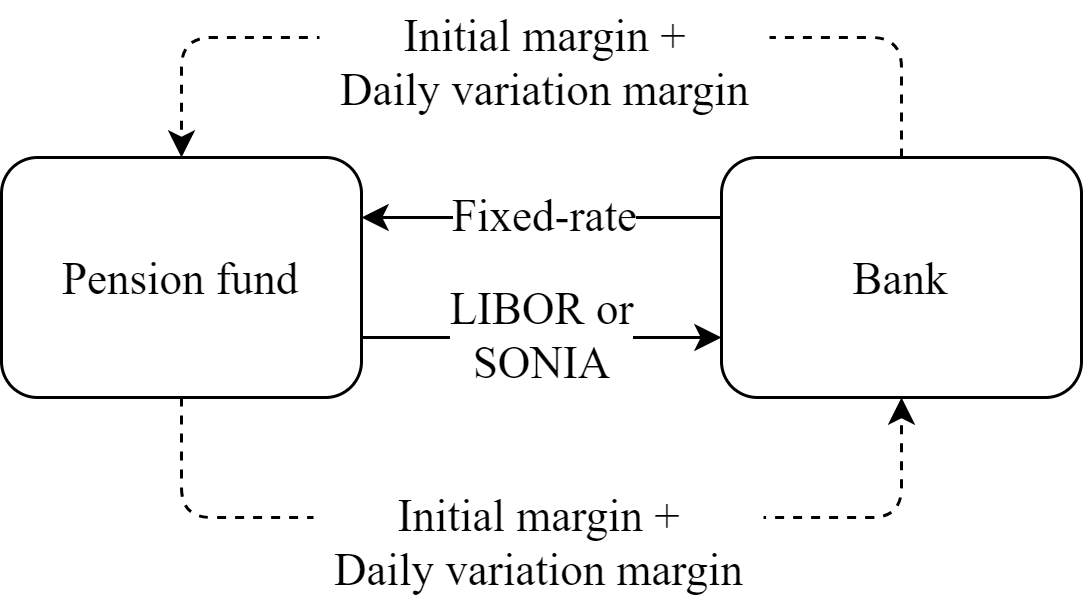 Initial margin +
Daily variation margin
Fixed-rate
Pension fund
Bank
LIBOR or
SONIA
Initial margin +
Daily variation margin